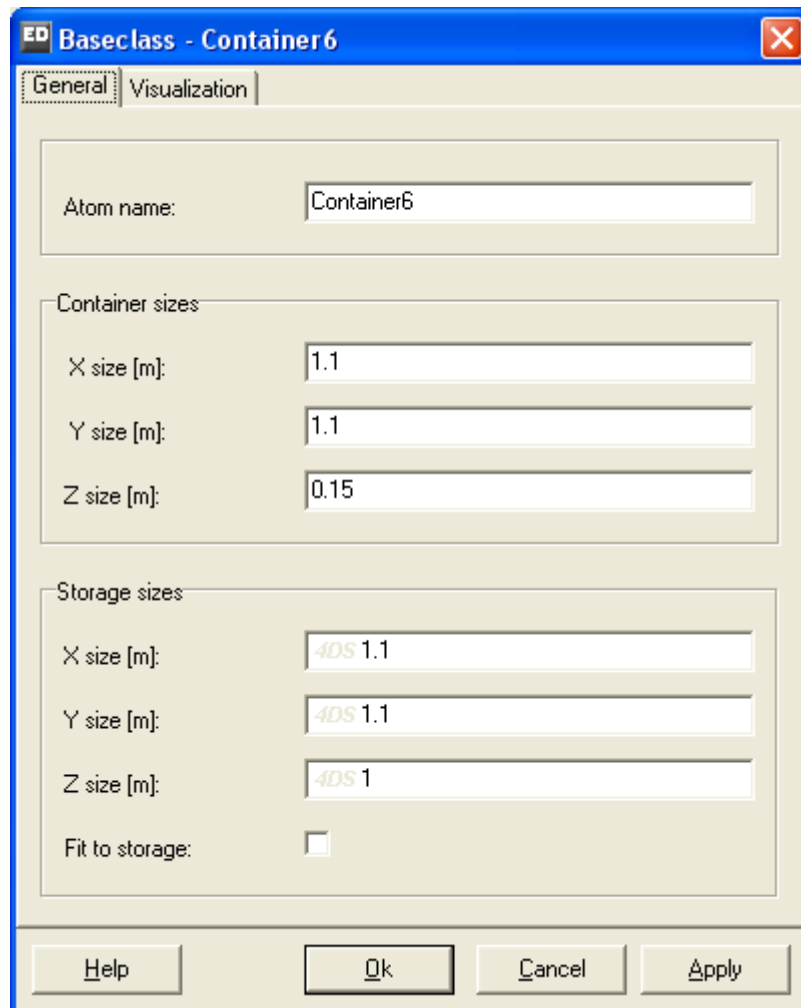 ED Baseclass - Container6
General Visualization
Atom name: Container6
Container sizes
X size [m]: 1.1
Y size [m]: 1.1
Z size [m]: 0.15
Storage sizes
X size [m]: 4DS 1.1
Y size [m]: 4DS 1.1
Z size [m]: 4DS 1
Fit to storage:
Help Ok Cancel Apply